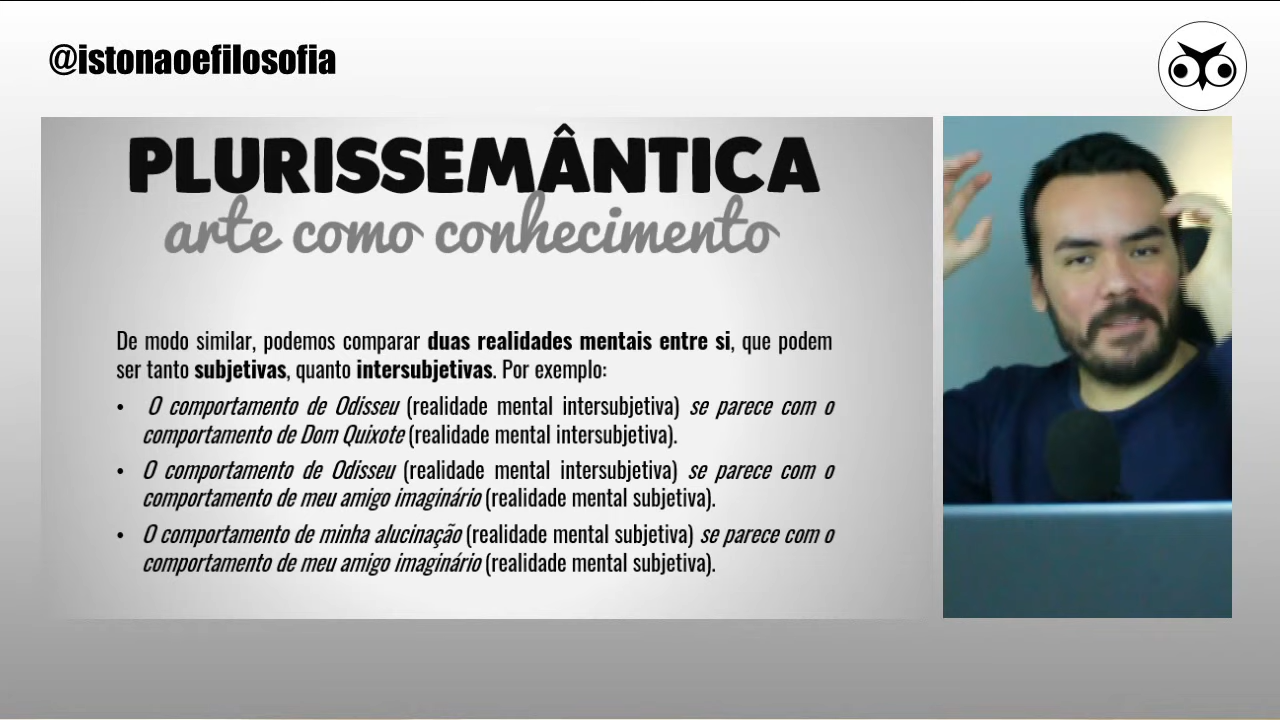 @istonaoefilosofia
PLURISSEMÂNTICA
arte como conhecimento
De modo similar, podemos comparar duas realidades mentais entre si, que podem
ser tanto subjetivas, quanto intersubjetivas. Por exemplo:
• O comportamento de Odisseu (realidade mental intersubjetiva) se parece com o
comportamento de Dom Quixote (realidade mental intersubjetiva).
• O comportamento de Odisseu (realidade mental intersubjetiva) se parece com o
comportamento de meu amigo imaginário (realidade mental subjetiva).
• O comportamento de minha alucinação (realidade mental subjetiva) se parece com o
comportamento de meu amigo imaginário (realidade mental subjetiva).